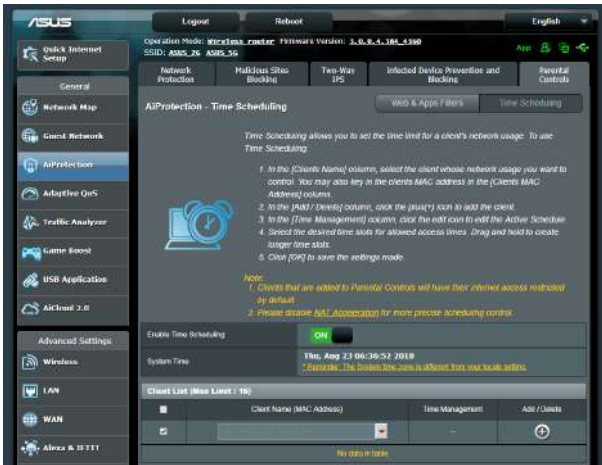 ASUS
Logout
Reboot
English
Operation Mode: Wireless router Firmware Version: 3.0.0.4.384_4360
SSID: ASUS_2G ASUS_5G
App
Quick Internet Setup
General
Network Map
Guest Network
AiProtection
Adaptive QoS
Traffic Analyzer
Game Boost
USB Application
AiCloud 2.0
Advanced Settings
Wireless
LAN
WAN
Alexa & IFTTT
Network Protection
Malicious Sites Blocking
Two-Way IPS
Infected Device Prevention and Blocking
Parental Controls
AiProtection - Time Scheduling
Web & Apps Filters
Time Scheduling
Time Scheduling allows you to set the time limit for a client's network usage. To use
Time Scheduling:
1. In the [Clients Name] column, select the client whose network usage you want to
control. You may also key in the clients MAC address in the [Clients MAC
Address] column.
2. In the [Add / Delete] column, click the plus(+) icon to add the client.
3. In the [Time Management] column, click the edit icon to edit the Active Schedule.
4. Select the desired time slots for allowed access times. Drag and hold to create
longer time slots.
5. Click [OK] to save the settings made.
Note:
1. Clients that are added to Parental Controls will have their internet access restricted
by default.
2. Please disable NAT Acceleration for more precise scheduling control.
Enable Time Scheduling
ON
System Time
Thu, Aug 23 06:36:52 2018
* Reminder: The System time zone is different from your locale setting.
Client List (Max Limit : 16)
Client Name (MAC Address)
Time Management
Add / Delete
--
No data in table.